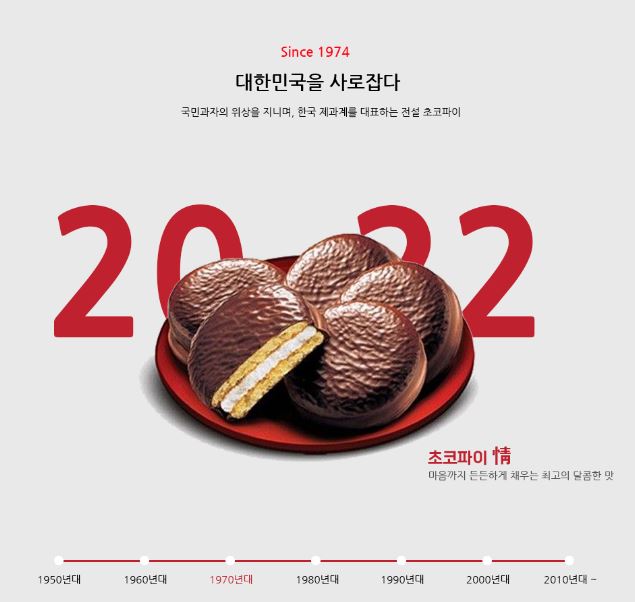 Since 1974
대한민국을 사로잡다
국민과자의 위상을 지니며, 한국 제과계를 대표하는 전설 초코파이
2022
초코파이 情
마음까지 든든하게 채우는 최고의 달콤한 맛
1950년대 1960년대 1970년대 1980년대 1990년대 2000년대 2010년대 ~